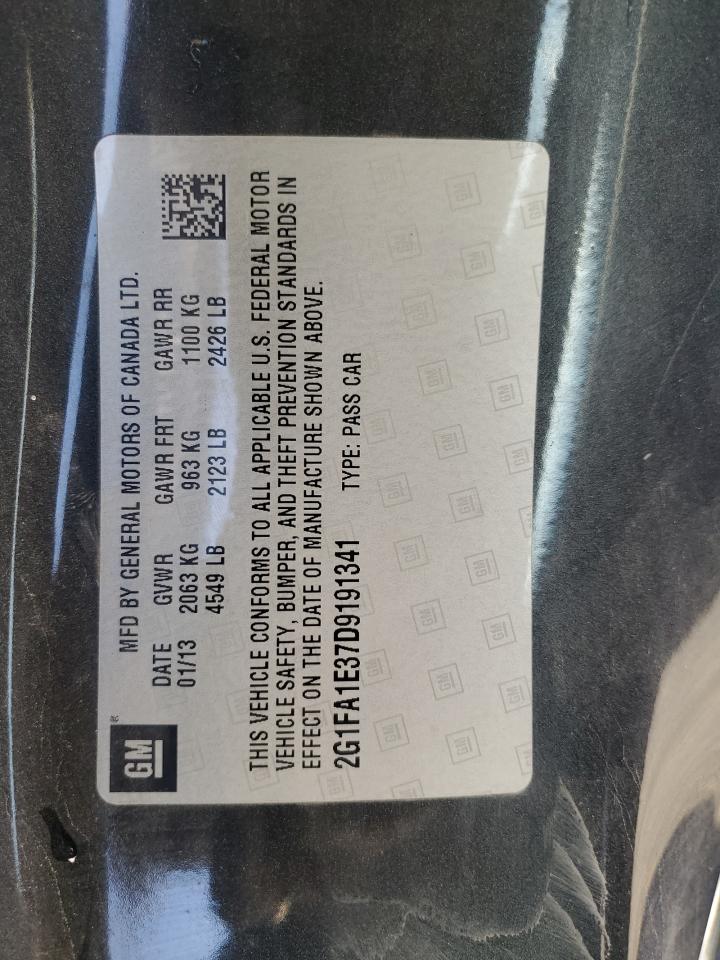 GM®
MFD BY GENERAL MOTORS OF CANADA LTD.
DATE GVWR GAWR FRT GAWR RR
01/13 2063 KG 963 KG 1100 KG
4549 LB 2123 LB 2426 LB
THIS VEHICLE CONFORMS TO ALL APPLICABLE U.S. FEDERAL MOTOR
VEHICLE SAFETY, BUMPER, AND THEFT PREVENTION STANDARDS IN
EFFECT ON THE DATE OF MANUFACTURE SHOWN ABOVE.
2G1FA1E37D9191341 TYPE: PASS CAR